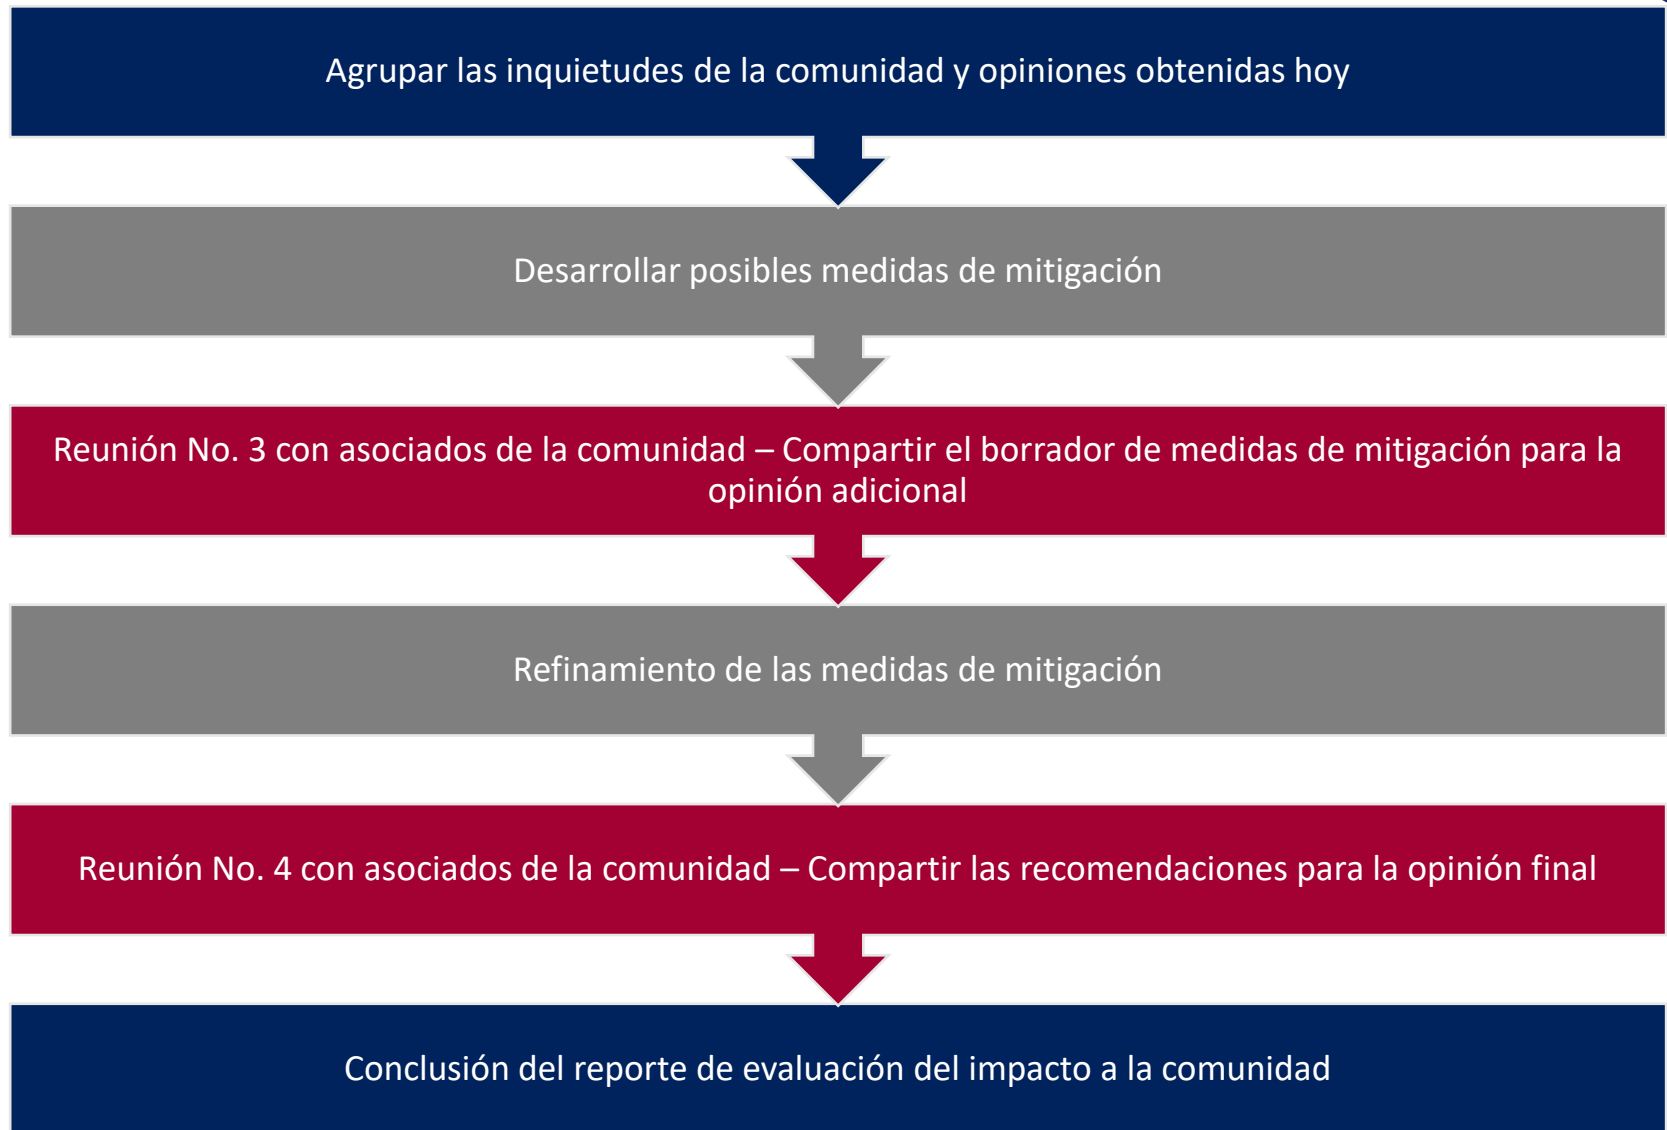 Agrupar las inquietudes de la comunidad y opiniones obtenidas hoy
Desarrollar posibles medidas de mitigación
Reunión No. 3 con asociados de la comunidad – Compartir el borrador de medidas de mitigación para la
opinión adicional
Refinamiento de las medidas de mitigación
Reunión No. 4 con asociados de la comunidad – Compartir las recomendaciones para la opinión final
Conclusión del reporte de evaluación del impacto a la comunidad